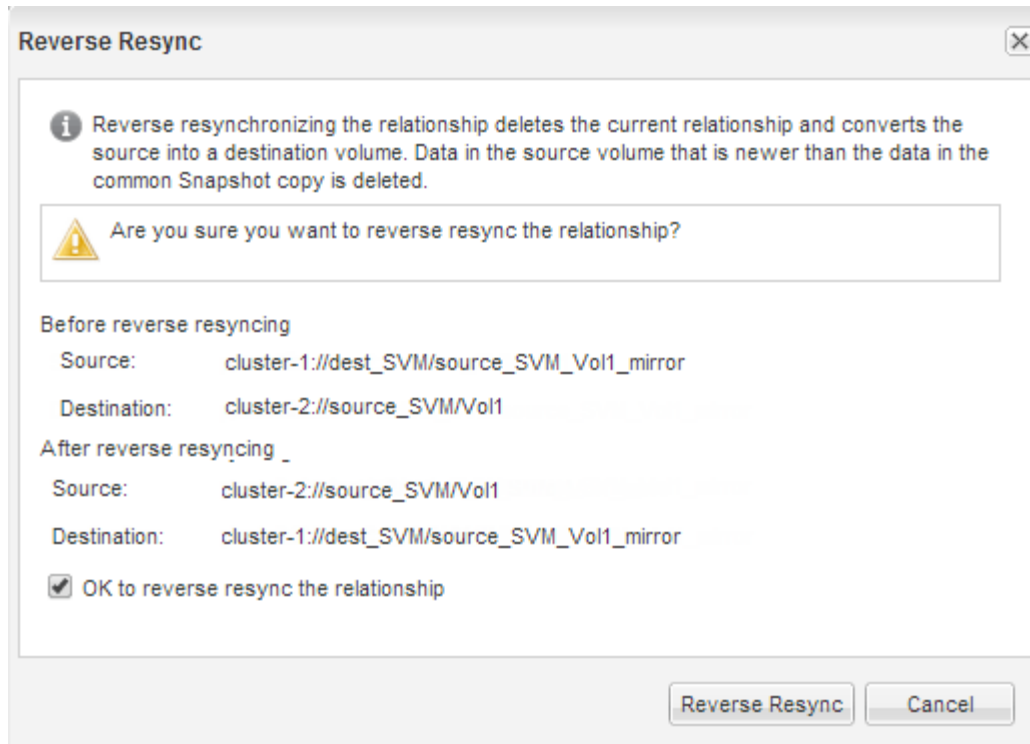 Reverse Resync
Reverse resynchronizing the relationship deletes the current relationship and converts the
source into a destination volume. Data in the source volume that is newer than the data in the
common Snapshot copy is deleted.
Are you sure you want to reverse resync the relationship?
Before reverse resyncing
Source: cluster-1://dest_SVM/source_SVM_Vol1_mirror
Destination: cluster-2://source_SVM/Vol1
After reverse resyncing _
Source: cluster-2://source_SVM/Vol1
Destination: cluster-1://dest_SVM/source_SVM_Vol1_mirror
OK to reverse resync the relationship
Reverse Resync Cancel